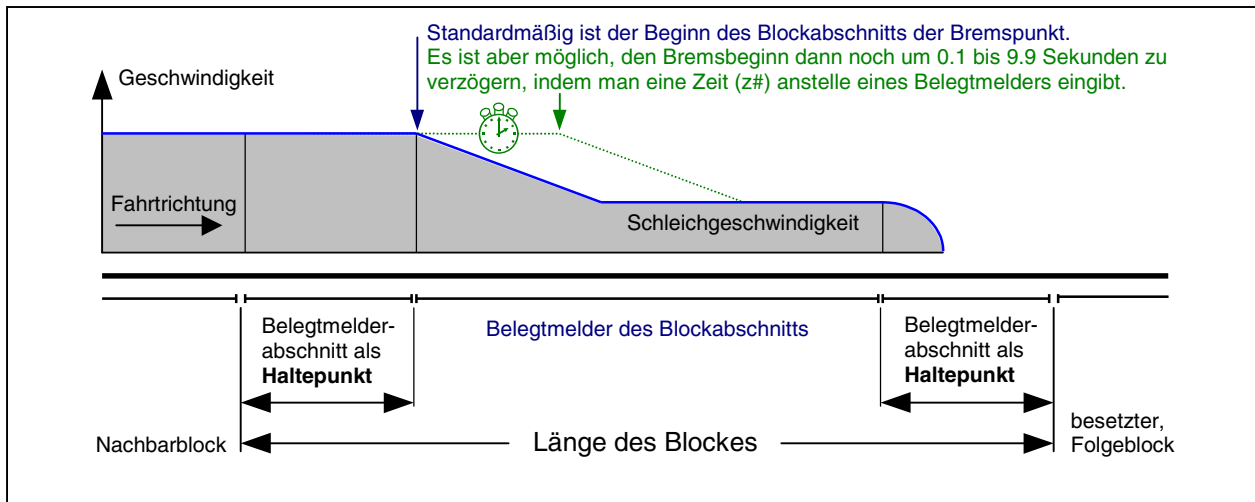 Standardmäßig ist der Beginn des Blockabschnitts der Bremspunkt.
Es ist aber möglich, den Bremsbeginn dann noch um 0.1 bis 9.9 Sekunden zu
verzögern, indem man eine Zeit (z#) anstelle eines Belegtmelders eingibt.
Geschwindigkeit
Fahrtrichtung
Schleichgeschwindigkeit
Belegtmelder-
abschnitt als
Haltepunkt
Belegtmelder des Blockabschnitts
Belegtmelder-
abschnitt als
Haltepunkt
Nachbarblock
Länge des Blockes
besetzter,
Folgeblock